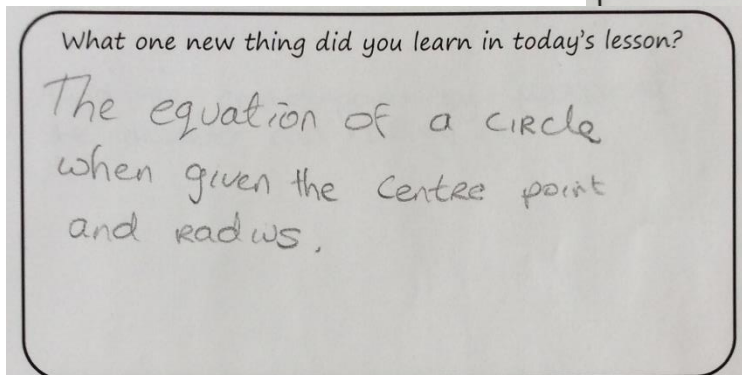 What one new thing did you learn in today's lesson?
The equation of a circle
when given the centre point
and radius.